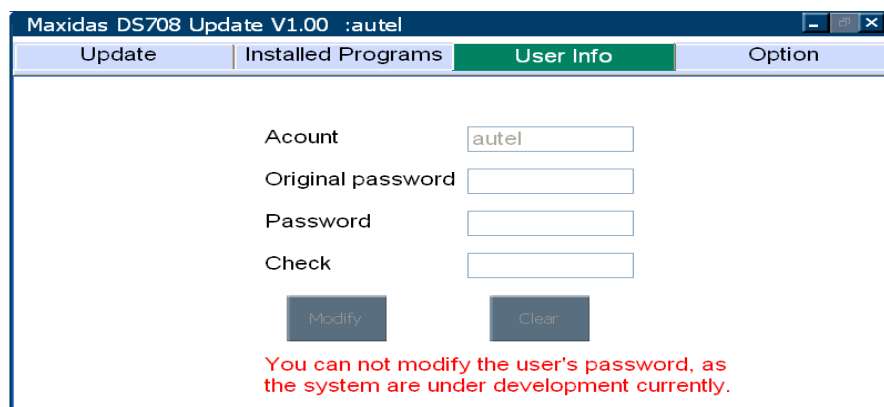 Maxidas DS708 Update V1.00 :autel
Update Installed Programs User Info Option
Acount autel
Original password
Password
Check
Modify Clear
You can not modify the user's password, as
the system are under development currently.